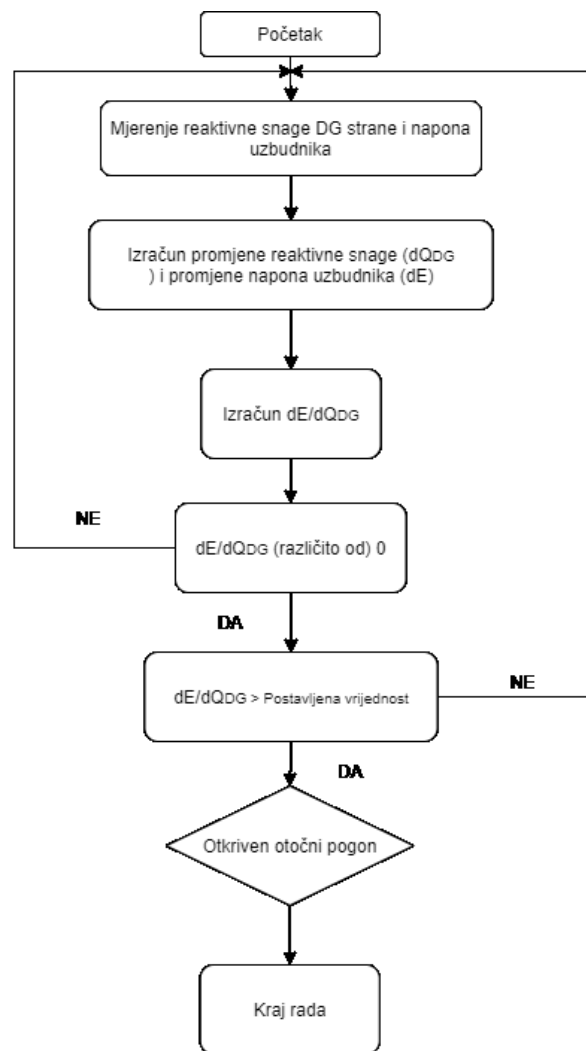 Početak
Mjerenje reaktivne snage DG strane i napona
uzbudnika
Izračun promjene reaktivne snage (dQDG
) i promjene napona uzbudnika (dE)
Izračun dE/dQDG
NE
dE/dQDG (različito od) 0
DA
dE/dQDG > Postavljena vrijednost
NE
DA
Otkriven otočni pogon
Kraj rada